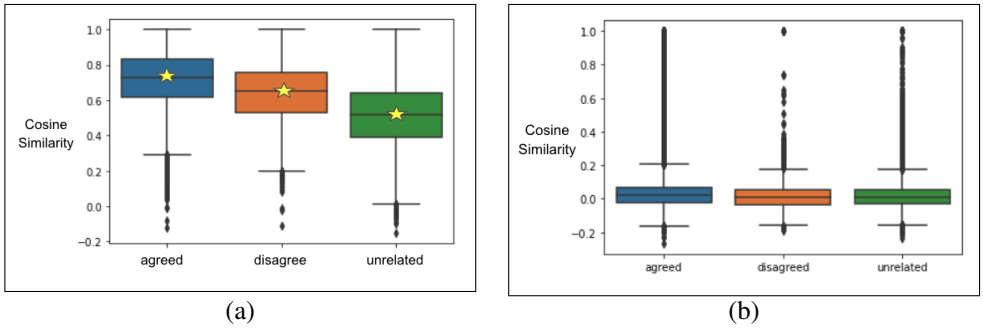 1.0
0.8
0.6
0.4
0.2
0.0
−0.2
Cosine
Similarity
agreed
disagree
unrelated
(a)
1.0
0.8
0.6
0.4
0.2
0.0
−0.2
Cosine
Similarity
agreed
disagreed
unrelated
(b)